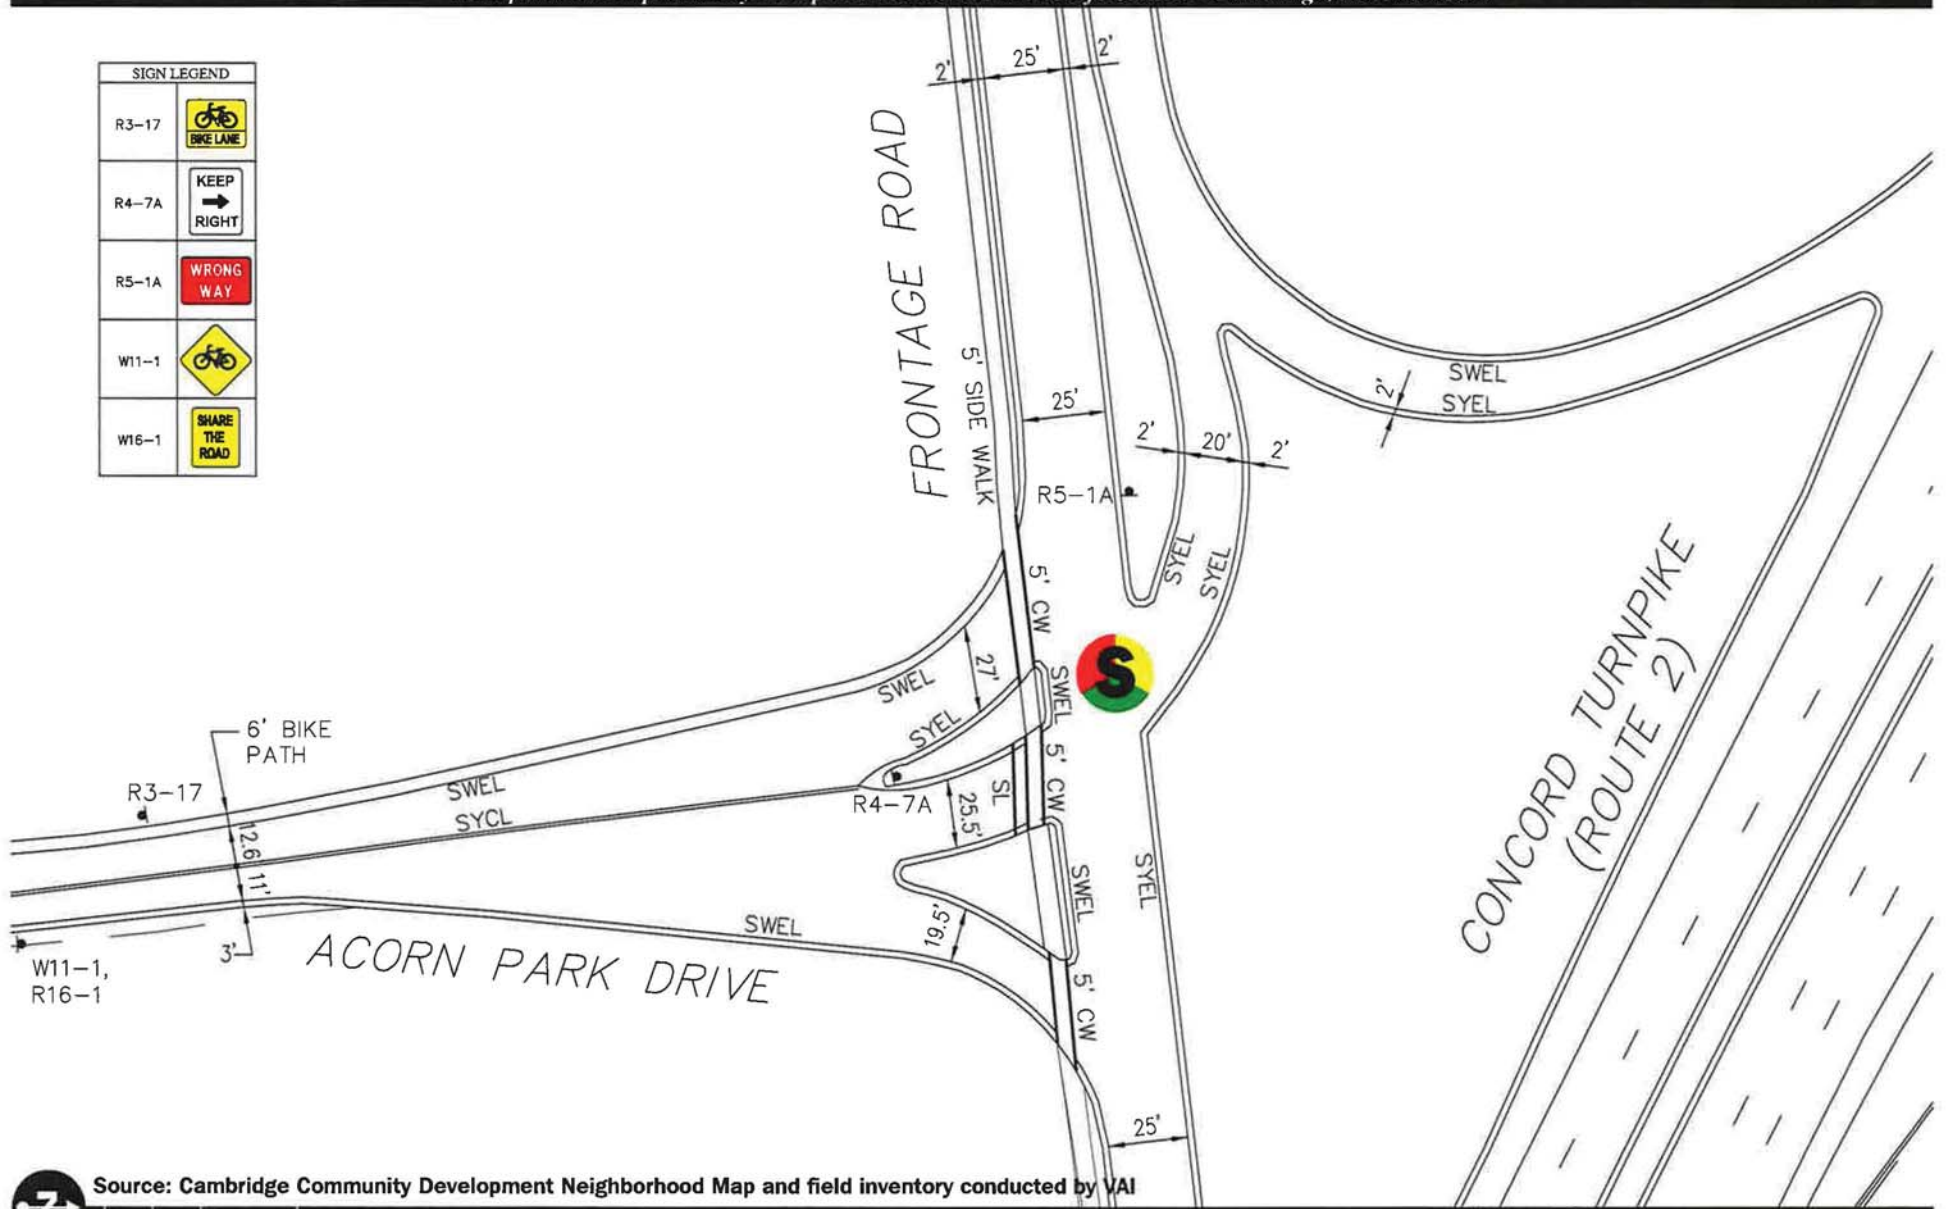 SIGN LEGEND
R3-17
BIKE LANE
R4-7A
KEEP
RIGHT
R5-1A
WRONG
WAY
W11-1
W16-1
SHARE
THE
ROAD
2'
25'
2'
FRONTAGE ROAD
5' SIDE WALK
25'
R5-1A
2'
20'
2'
SYEL
SYEL
SWEL
SYEL
2'
CONCORD TURNPIKE
(ROUTE 2)
5' CW
S
27'
SWEL
SYEL
SWEL
6' BIKE
PATH
R3-17
SWEL
SYCL
R4-7A
25.5'
SL
5' CW
12.6'
11'
3'
SWEL
19.5'
SWEL
SYEL
W11-1,
R16-1
ACORN PARK DRIVE
5' CW
25'
Source: Cambridge Community Development Neighborhood Map and field inventory conducted by VAI